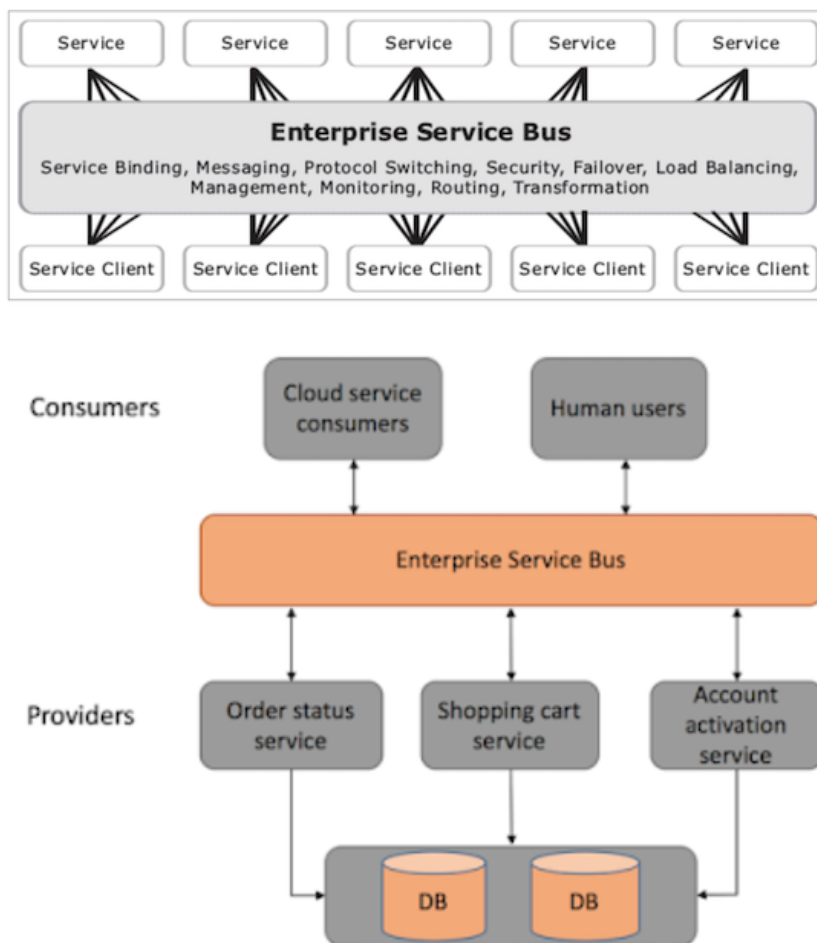 Service
Service
Service
Service
Service
Enterprise Service Bus
Service Binding, Messaging, Protocol Switching, Security, Failover, Load Balancing,
Management, Monitoring, Routing, Transformation
Service Client
Service Client
Service Client
Service Client
Service Client
Consumers
Cloud service
consumers
Human users
Enterprise Service Bus
Providers
Order status
service
Shopping cart
service
Account
activation
service
DB
DB